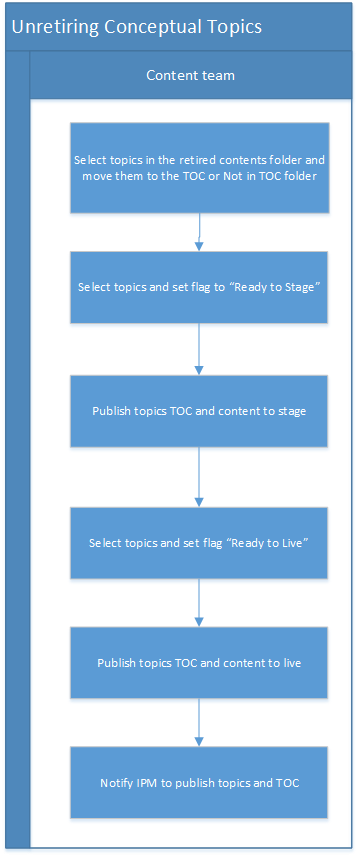 Unretiring Conceptual Topics
Content team
Select topics in the retired contents folder and
move them to the TOC or Not in TOC folder
Select topics and set flag to “Ready to Stage”
Publish topics TOC and content to stage
Select topics and set flag “Ready to Live”
Publish topics TOC and content to live
Notify IPM to publish topics and TOC